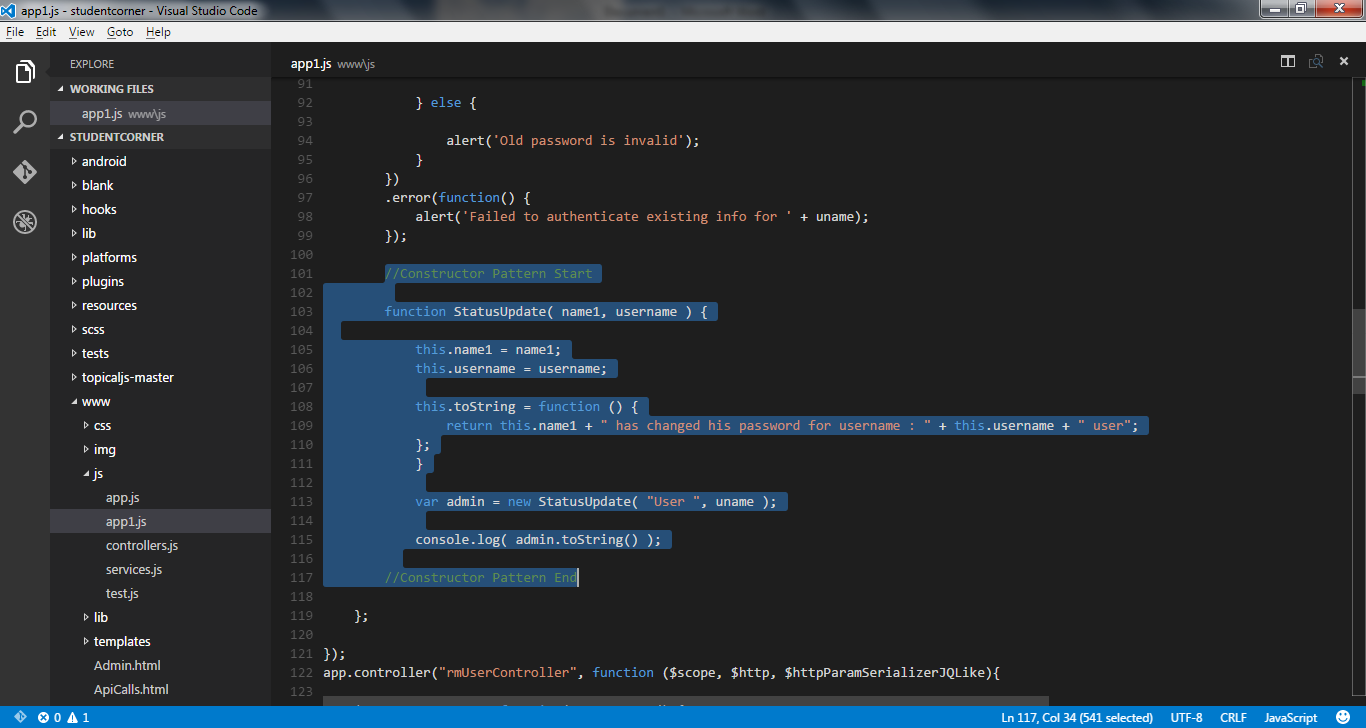 app1.js - studentcorner - Visual Studio Code
File Edit View Goto Help
EXPLORE
WORKING FILES
app1.js www\js
STUDENTCORNER
android
blank
hooks
lib
platforms
plugins
resources
scss
tests
topicaljs-master
www
css
img
js
app.js
app1.js
controllers.js
services.js
test.js
lib
templates
Admin.html
ApiCalls.html
app1.js www\js
91
92 } else {
93
94 alert('Old password is invalid');
95 }
96 })
97 .error(function() {
98 alert('Failed to authenticate existing info for ' + uname);
99 });
100
101 //Constructor Pattern Start
102
103 function StatusUpdate( name1, username ) {
104
105 this.name1 = name1;
106 this.username = username;
107
108 this.toString = function () {
109 return this.name1 + " has changed his password for username : " + this.username + " user";
110 };
111 }
112
113 var admin = new StatusUpdate( "User ", uname );
114
115 console.log( admin.toString() );
116
117 //Constructor Pattern End
118
119 };
120
121 });
122 app.controller("rmUserController", function ($scope, $http, $httpParamSerializerJQLike){
123
0 1 Ln 117, Col 34 (541 selected) UTF-8 CRLF JavaScript